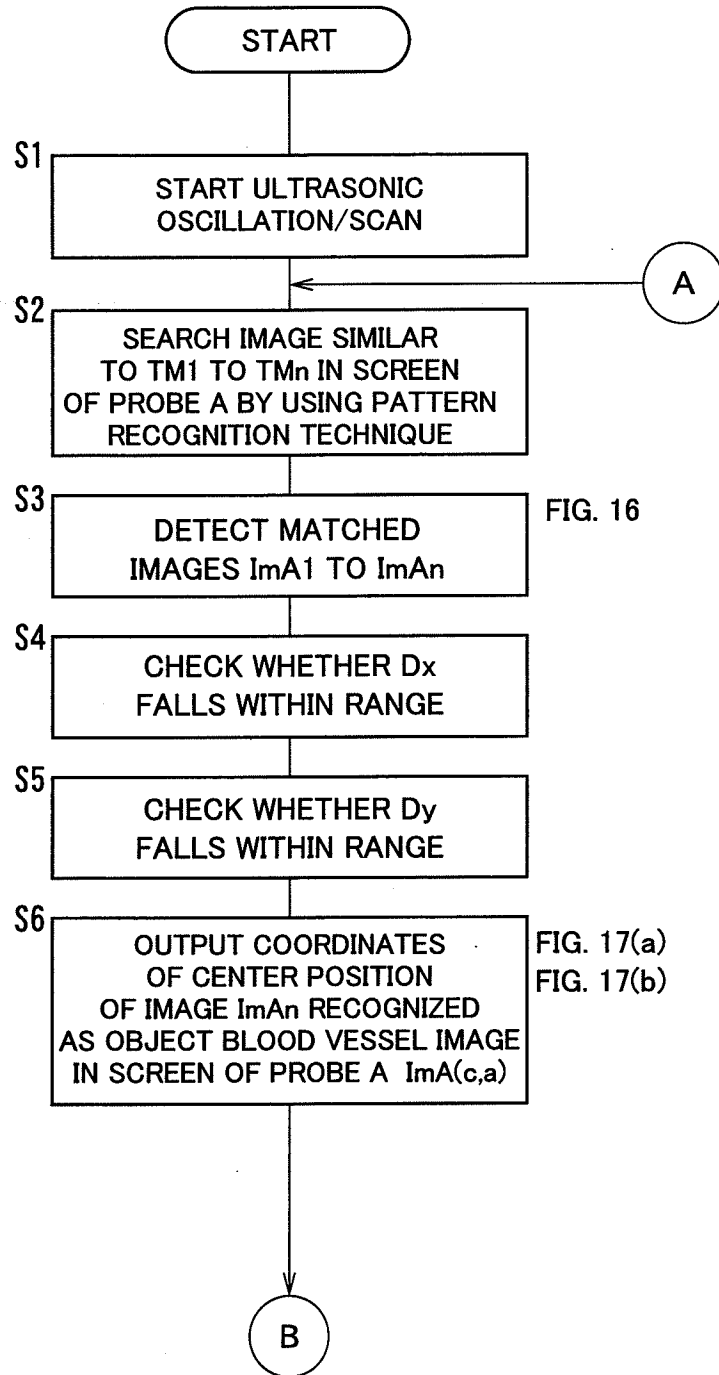 START
S1
START ULTRASONIC
OSCILLATION/SCAN
A
S2
SEARCH IMAGE SIMILAR
TO TM1 TO TMn IN SCREEN
OF PROBE A BY USING PATTERN
RECOGNITION TECHNIQUE
S3
DETECT MATCHED
IMAGES ImA1 TO ImAn
FIG. 16
S4
CHECK WHETHER Dx
FALLS WITHIN RANGE
S5
CHECK WHETHER Dy
FALLS WITHIN RANGE
S6
OUTPUT COORDINATES
OF CENTER POSITION
OF IMAGE ImAn RECOGNIZED
AS OBJECT BLOOD VESSEL IMAGE
IN SCREEN OF PROBE A ImA(c,a)
FIG. 17(a)
FIG. 17(b)
B